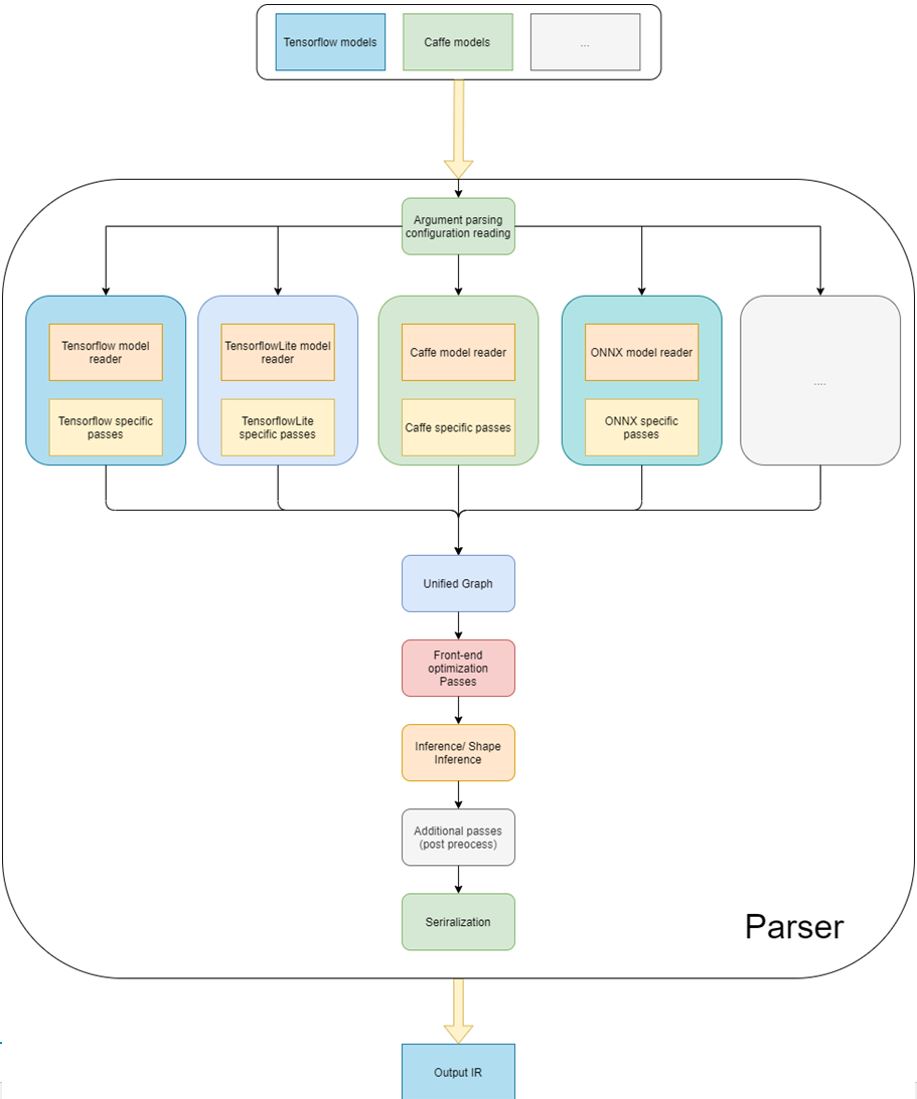 Tensorflow models
Caffe models
...
Argument parsing
configuration reading
Tensorflow model
reader
Tensorflow specific
passes
TensorflowLite model
reader
TensorflowLite
specific passes
Caffe model reader
Caffe specific passes
ONNX model reader
ONNX specific
passes
....
Unified Graph
Front-end
optimization
Passes
Inference/ Shape
Inference
Additional passes
(post preocess)
Seriralization
Parser
Output IR